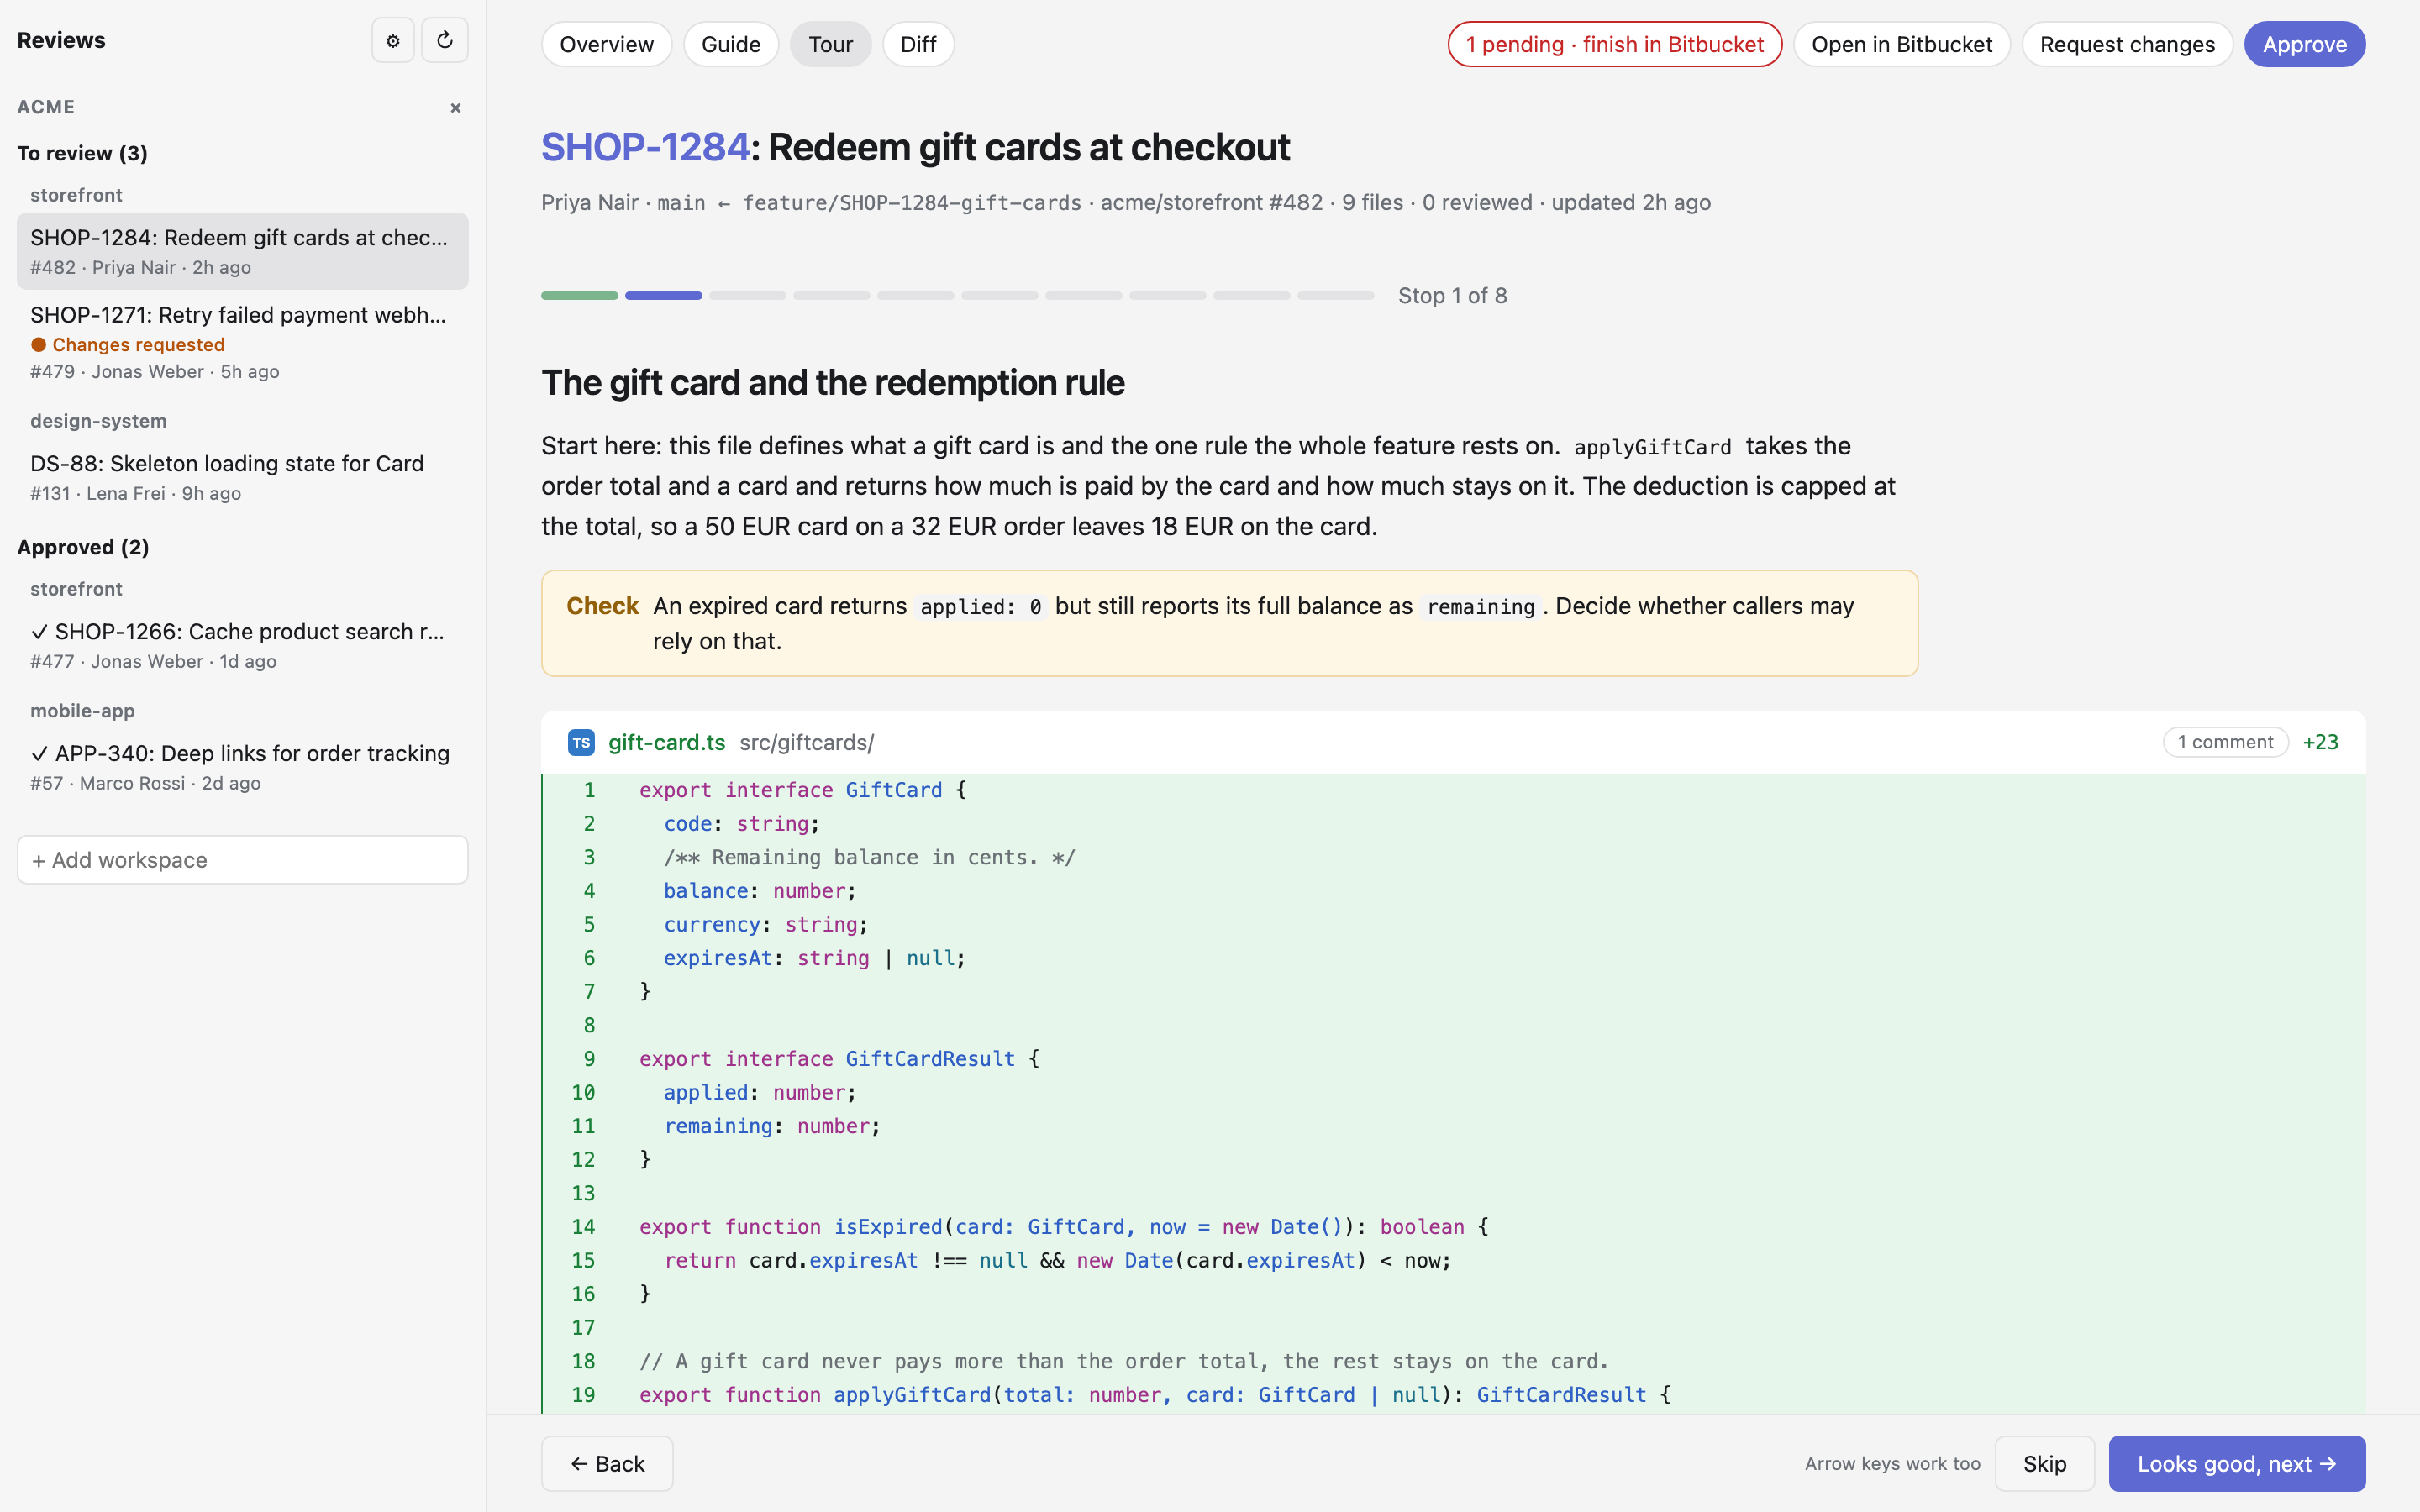 Reviews
⚙ ↻
ACME ×
To review (3)
storefront
SHOP-1284: Redeem gift cards at chec...
#482 · Priya Nair · 2h ago
SHOP-1271: Retry failed payment webh...
Changes requested
#479 · Jonas Weber · 5h ago
design-system
DS-88: Skeleton loading state for Card
#131 · Lena Frei · 9h ago
Approved (2)
storefront
✓ SHOP-1266: Cache product search r...
#477 · Jonas Weber · 1d ago
mobile-app
✓ APP-340: Deep links for order tracking
#57 · Marco Rossi · 2d ago
+ Add workspace
Overview Guide Tour Diff
1 pending · finish in Bitbucket Open in Bitbucket Request changes Approve
SHOP-1284: Redeem gift cards at checkout
Priya Nair · main ← feature/SHOP-1284-gift-cards · acme/storefront #482 · 9 files · 0 reviewed · updated 2h ago
Stop 1 of 8
The gift card and the redemption rule
Start here: this file defines what a gift card is and the one rule the whole feature rests on. applyGiftCard takes the
order total and a card and returns how much is paid by the card and how much stays on it. The deduction is capped at
the total, so a 50 EUR card on a 32 EUR order leaves 18 EUR on the card.
Check An expired card returns applied: 0 but still reports its full balance as remaining. Decide whether callers may
rely on that.
TS gift-card.ts src/giftcards/ 1 comment +23
1 export interface GiftCard {
2   code: string;
3   /** Remaining balance in cents. */
4   balance: number;
5   currency: string;
6   expiresAt: string | null;
7 }
8
9 export interface GiftCardResult {
10   applied: number;
11   remaining: number;
12 }
13
14 export function isExpired(card: GiftCard, now = new Date()): boolean {
15   return card.expiresAt !== null && new Date(card.expiresAt) < now;
16 }
17
18 // A gift card never pays more than the order total, the rest stays on the card.
19 export function applyGiftCard(total: number, card: GiftCard | null): GiftCardResult {
← Back
Arrow keys work too Skip Looks good, next →